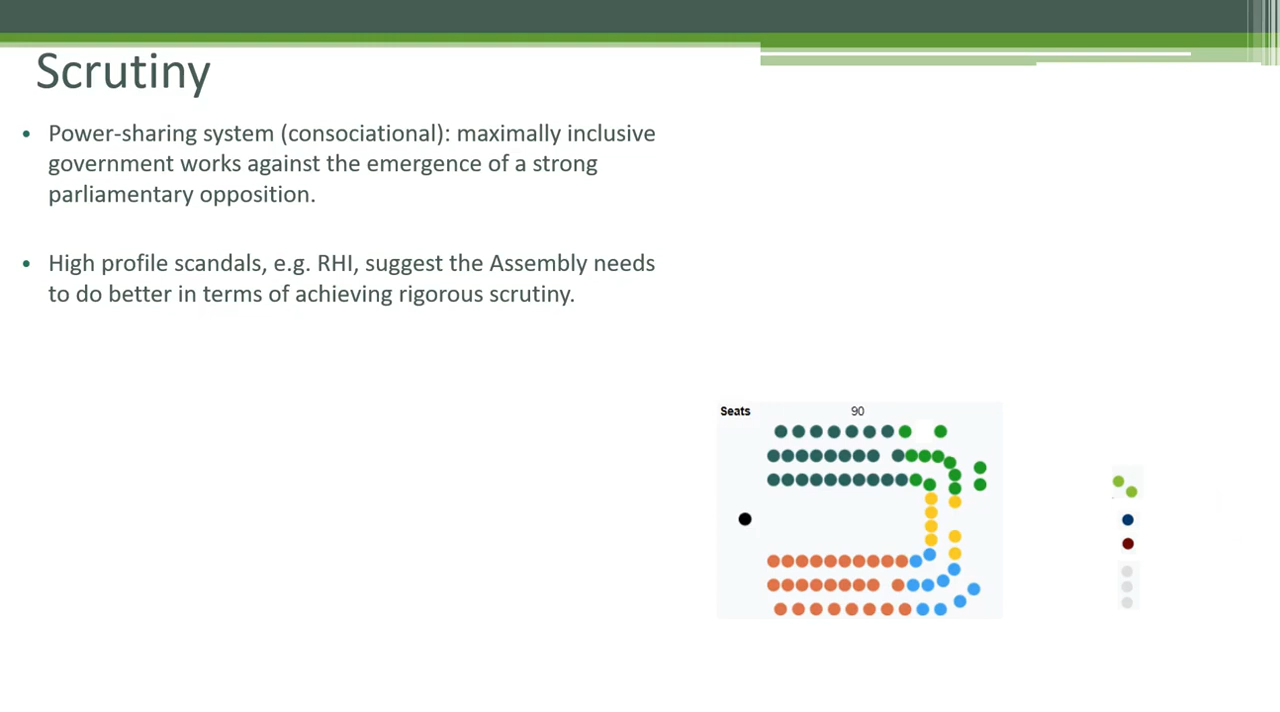 Scrutiny
• Power-sharing system (consociational): maximally inclusive
government works against the emergence of a strong
parliamentary opposition.
• High profile scandals, e.g. RHI, suggest the Assembly needs
to do better in terms of achieving rigorous scrutiny.
Seats 90